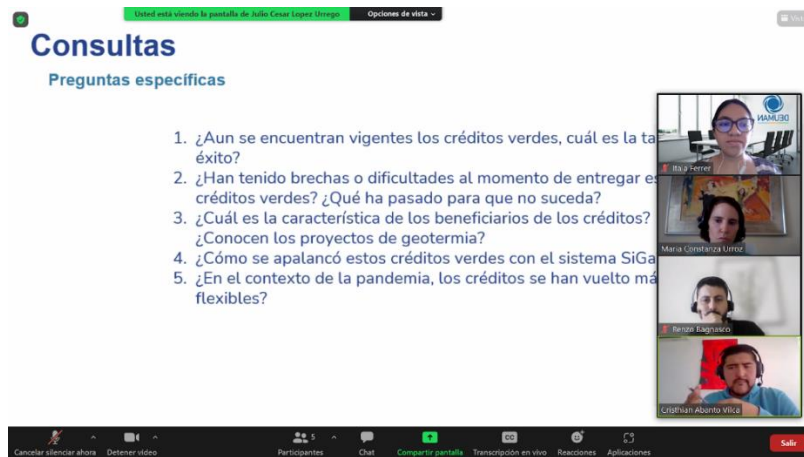 Usted está viendo la pantalla de Julio Cesar Lopez Urrego
Opciones de vista
Consultas
Preguntas específicas
1. ¿Aun se encuentran vigentes los créditos verdes, cuál es la ta
éxito?
2. ¿Han tenido brechas o dificultades al momento de entregar es
créditos verdes? ¿Qué ha pasado para que no suceda?
3. ¿Cuál es la característica de los beneficiarios de los créditos?
¿Conocen los proyectos de geotermia?
4. ¿Cómo se apalancó estos créditos verdes con el sistema SiGa
5. ¿En el contexto de la pandemia, los créditos se han vuelto má
flexibles?
DEUMAN
Ferrer
Maria Constanza Urroz
Renzo Bagnasco
Cristhian Abanto Vilca
Cancelar silenciar ahora
Detener video
5
Participantes
Chat
Compartir pantalla
CC
Transcripción en vivo
Reacciones
Aplicaciones
Salir